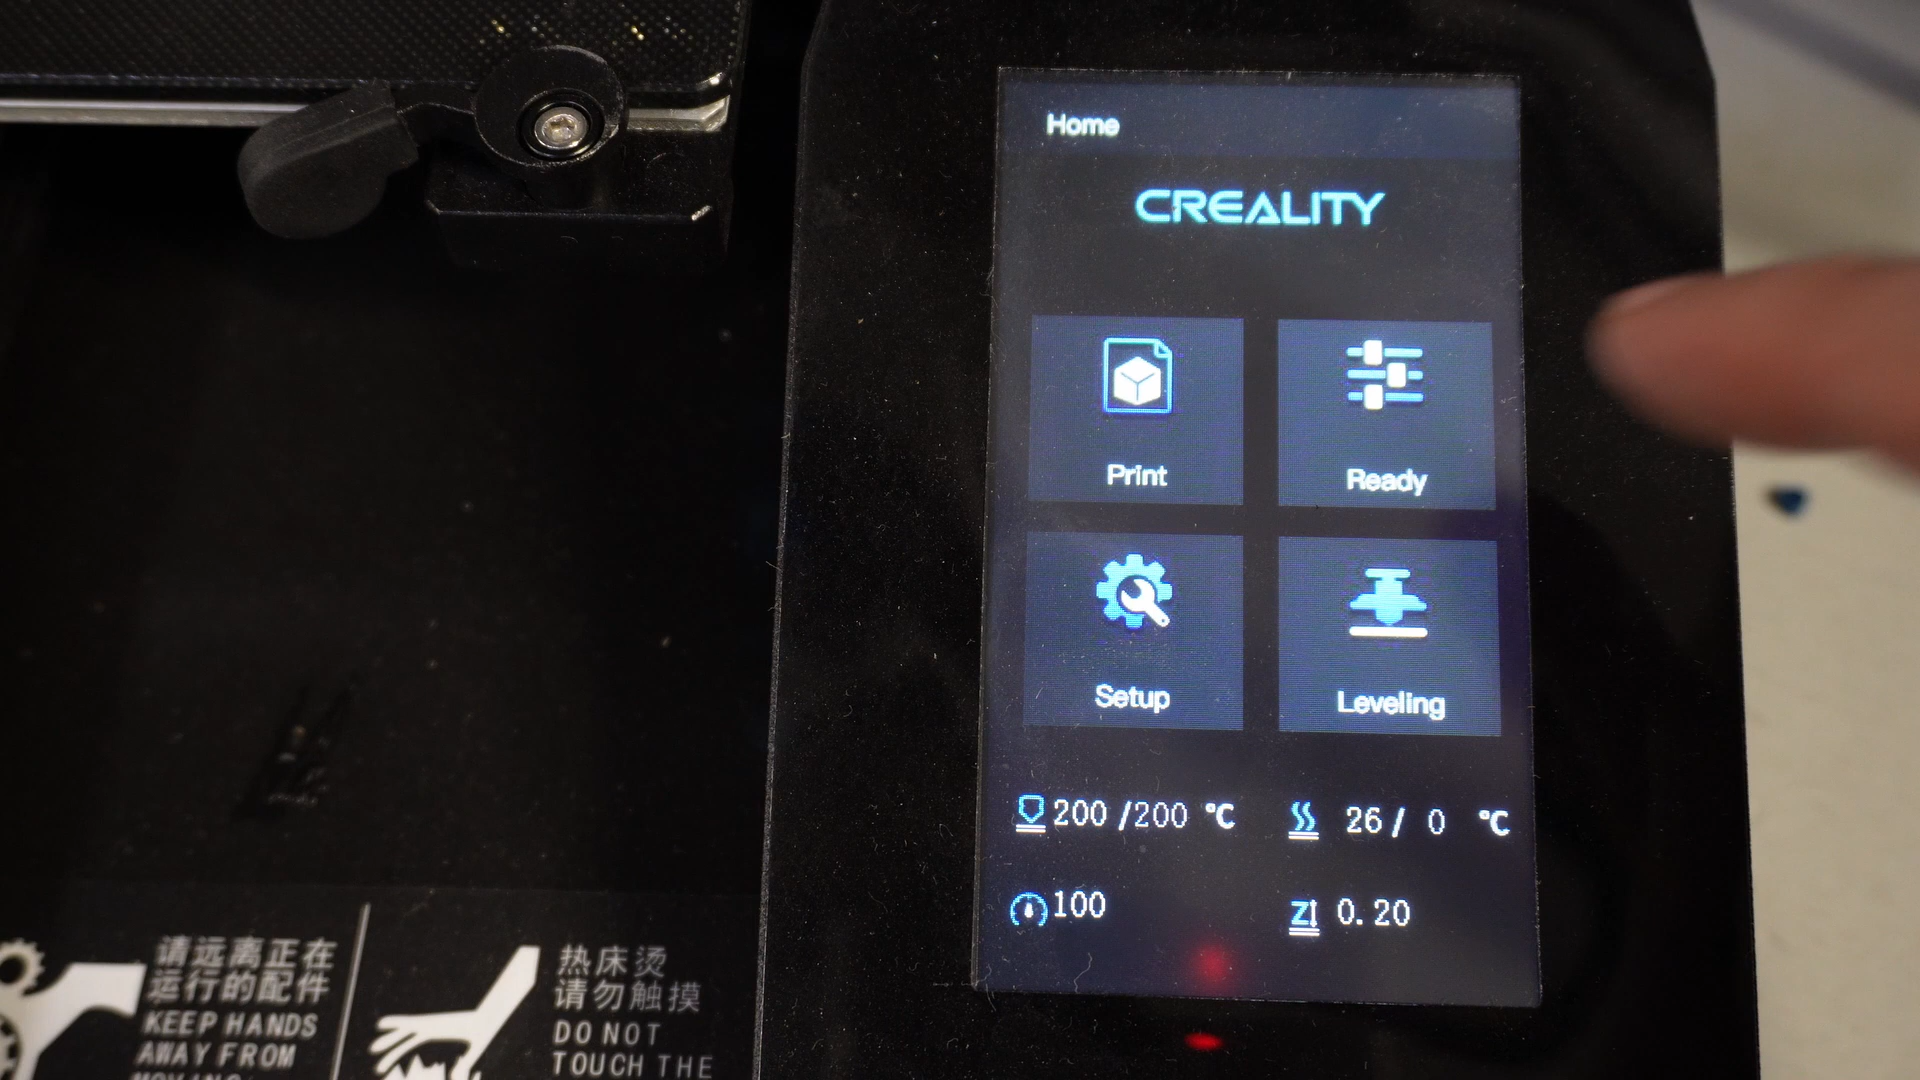 Home
CREALITY
Print
Ready
Setup
Leveling
200 /200 °C
26 / 0 °C
100
Z 0.20
请远离正在
运行的配件
KEEP HANDS
AWAY FROM
MOVING
热床烫
请勿触摸
DO NOT
TOUCH THE